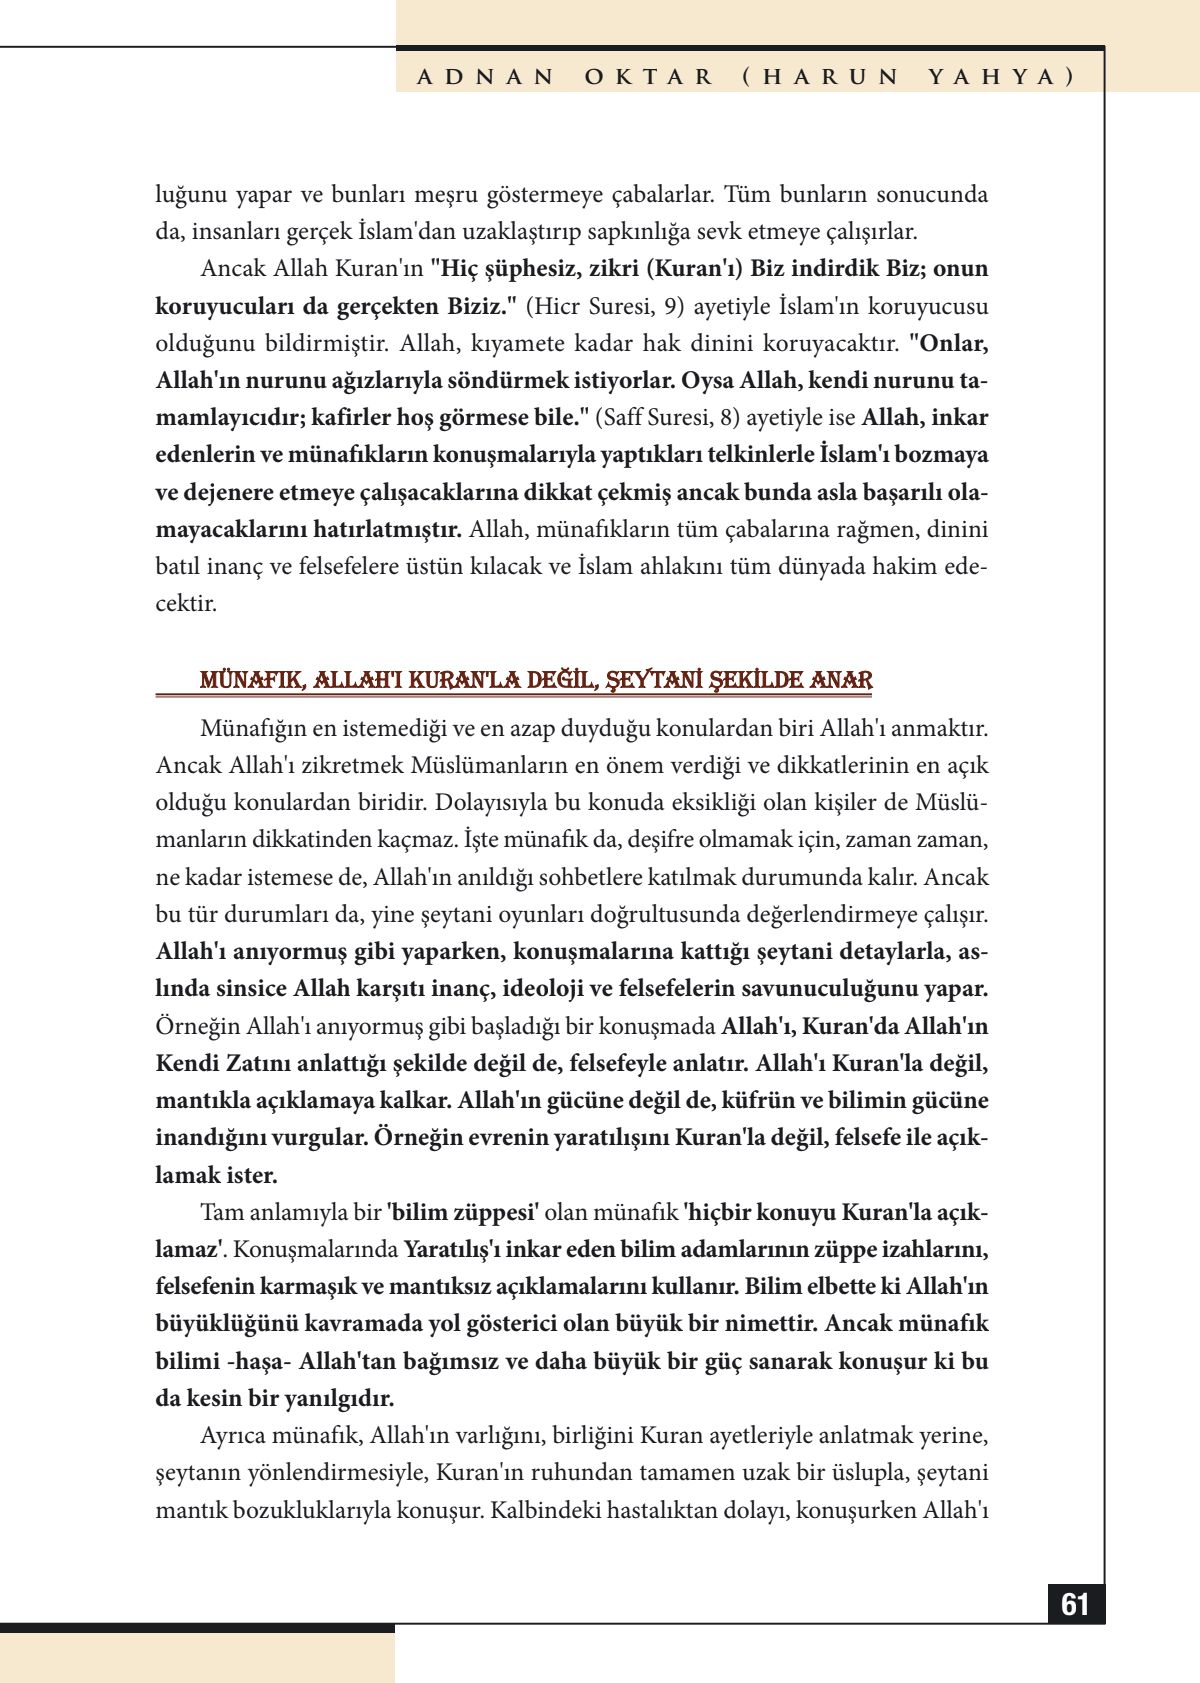 ADNAN OKTAR (HARUN YAHYA)
luğunu yapar ve bunları meşru göstermeye çabalarlar. Tüm bunların sonucunda
da, insanları gerçek İslam'dan uzaklaştırıp sapkınlığa sevk etmeye çalışırlar.
Ancak Allah Kuran'ın "Hiç şüphesiz, zikri (Kuran'ı) Biz indirdik Biz; onun
koruyucuları da gerçekten Biziz." (Hicr Suresi, 9) ayetiyle İslam'ın koruyucusu
olduğunu bildirmiştir. Allah, kıyamete kadar hak dinini koruyacaktır. "Onlar,
Allah'ın nurunu ağızlarıyla söndürmek istiyorlar. Oysa Allah, kendi nurunu ta-
mamlayıcıdır; kafirler hoş görmese bile." (Saff Suresi, 8) ayetiyle ise Allah, inkar
edenlerin ve münafıkların konuşmalarıyla yaptıkları telkinlerle İslam'ı bozmaya
ve dejenere etmeye çalışacaklarına dikkat çekmiş ancak bunda asla başarılı ola-
mayacaklarını hatırlatmıştır. Allah, münafıkların tüm çabalarına rağmen, dinini
batıl inanç ve felsefelere üstün kılacak ve İslam ahlakını tüm dünyada hakim ede-
cektir.
MÜNAFIK, ALLAH'I KURAN'LA DEĞİL, ŞEYTANİ ŞEKİLDE ANAR
Münafığın en istemediği ve en azap duyduğu konulardan biri Allah'ı anmaktır.
Ancak Allah'ı zikretmek Müslümanların en önem verdiği ve dikkatlerinin en açık
olduğu konulardan biridir. Dolayısıyla bu konuda eksikliği olan kişiler de Müslü-
manların dikkatinden kaçmaz. İşte münafık da, deşifre olmamak için, zaman zaman,
ne kadar istemese de, Allah'ın anıldığı sohbetlere katılmak durumunda kalır. Ancak
bu tür durumları da, yine şeytani oyunları doğrultusunda değerlendirmeye çalışır.
Allah'ı anıyormuş gibi yaparken, konuşmalarına kattığı şeytani detaylarla, as-
lında sinsice Allah karşıtı inanç, ideoloji ve felsefelerin savunuculuğunu yapar.
Örneğin Allah'ı anıyormuş gibi başladığı bir konuşmada Allah'ı, Kuran'da Allah'ın
Kendi Zatını anlattığı şekilde değil de, felsefeyle anlatır. Allah'ı Kuran'la değil,
mantıkla açıklamaya kalkar. Allah'ın gücüne değil de, küfrün ve bilimin gücüne
inandığını vurgular. Örneğin evrenin yaratılışını Kuran'la değil, felsefe ile açık-
lamak ister.
Tam anlamıyla bir 'bilim züppesi' olan münafık 'hiçbir konuyu Kuran'la açık-
lamaz'. Konuşmalarında Yaratılış'ı inkar eden bilim adamlarının züppe izahlarını,
felsefenin karmaşık ve mantıksız açıklamalarını kullanır. Bilim elbette ki Allah'ın
büyüklüğünü kavramada yol gösterici olan büyük bir nimettir. Ancak münafık
bilimi -haşa- Allah'tan bağımsız ve daha büyük bir güç sanarak konuşur ki bu
da kesin bir yanılgıdır.
Ayrıca münafık, Allah'ın varlığını, birliğini Kuran ayetleriyle anlatmak yerine,
şeytanın yönlendirmesiyle, Kuran'ın ruhundan tamamen uzak bir üslupla, şeytani
mantık bozukluklarıyla konuşur. Kalbindeki hastalıktan dolayı, konuşurken Allah'ı
61